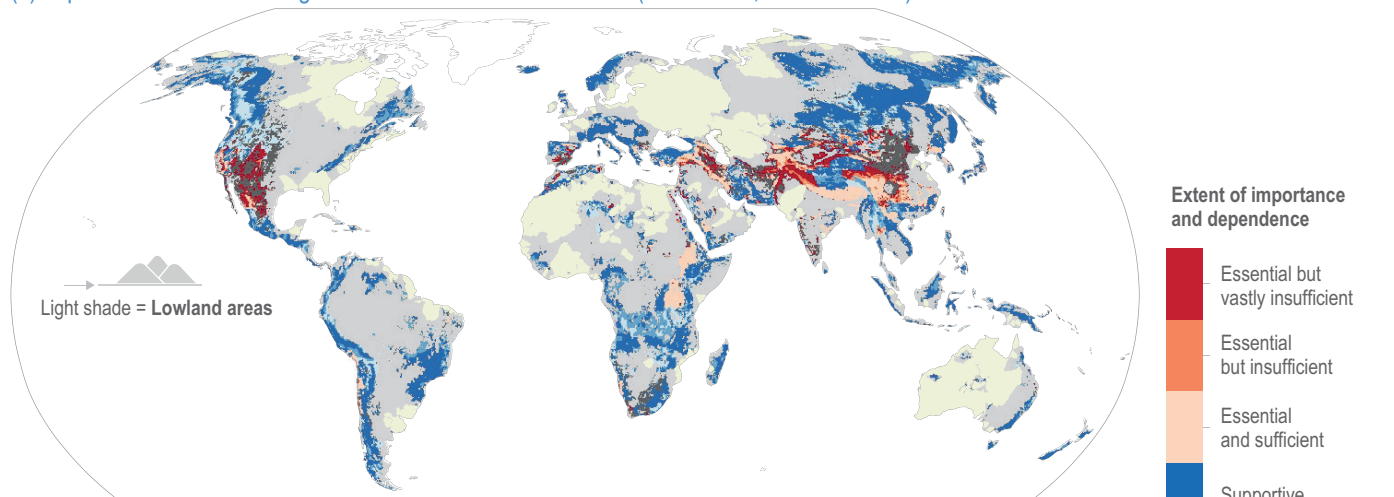 Extent of importance
and dependence
Essential but
vastly insufficient
Essential
but insufficient
Essential
and sufficient
Supportive
Light shade = Lowland areas